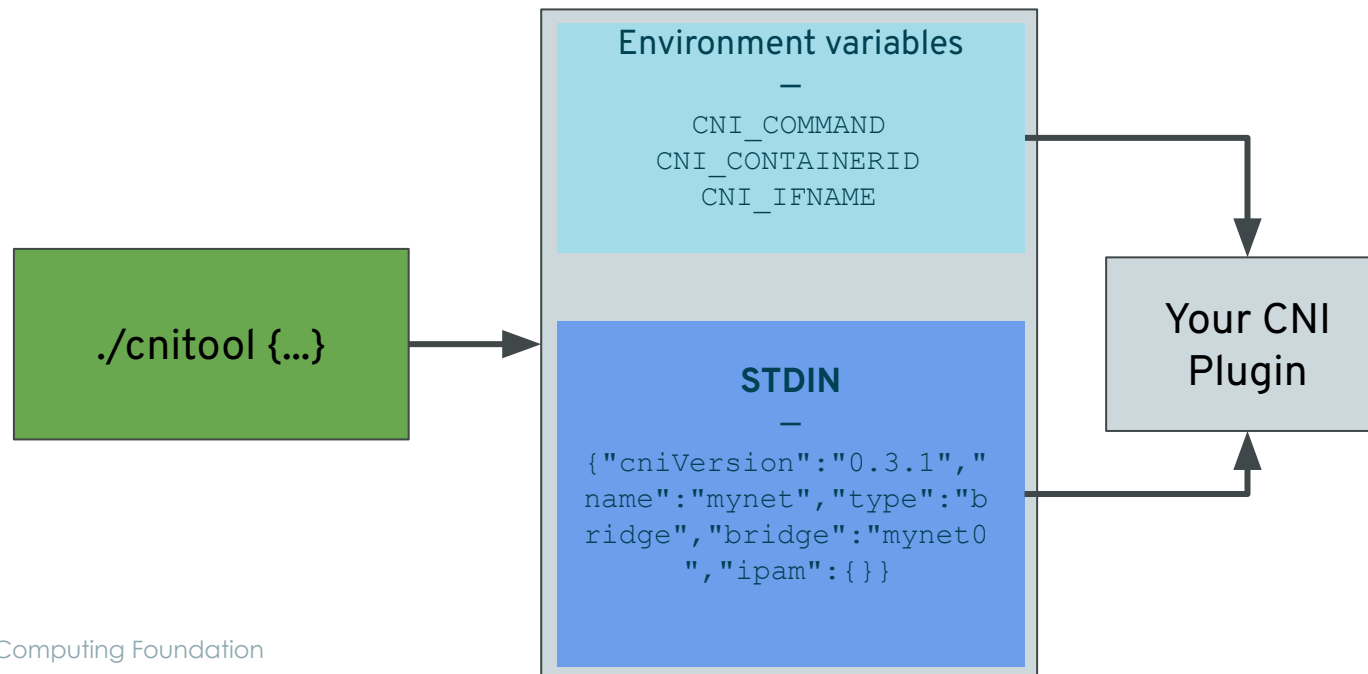 Environment variables
–
CNI_COMMAND
CNI_CONTAINERID
CNI_IFNAME
./cnitool {...}
STDIN
–
{"cniVersion":"0.3.1","
name":"mynet","type":"b
ridge","bridge":"mynet0
","ipam":{}}
Your CNI
Plugin
Computing Foundation